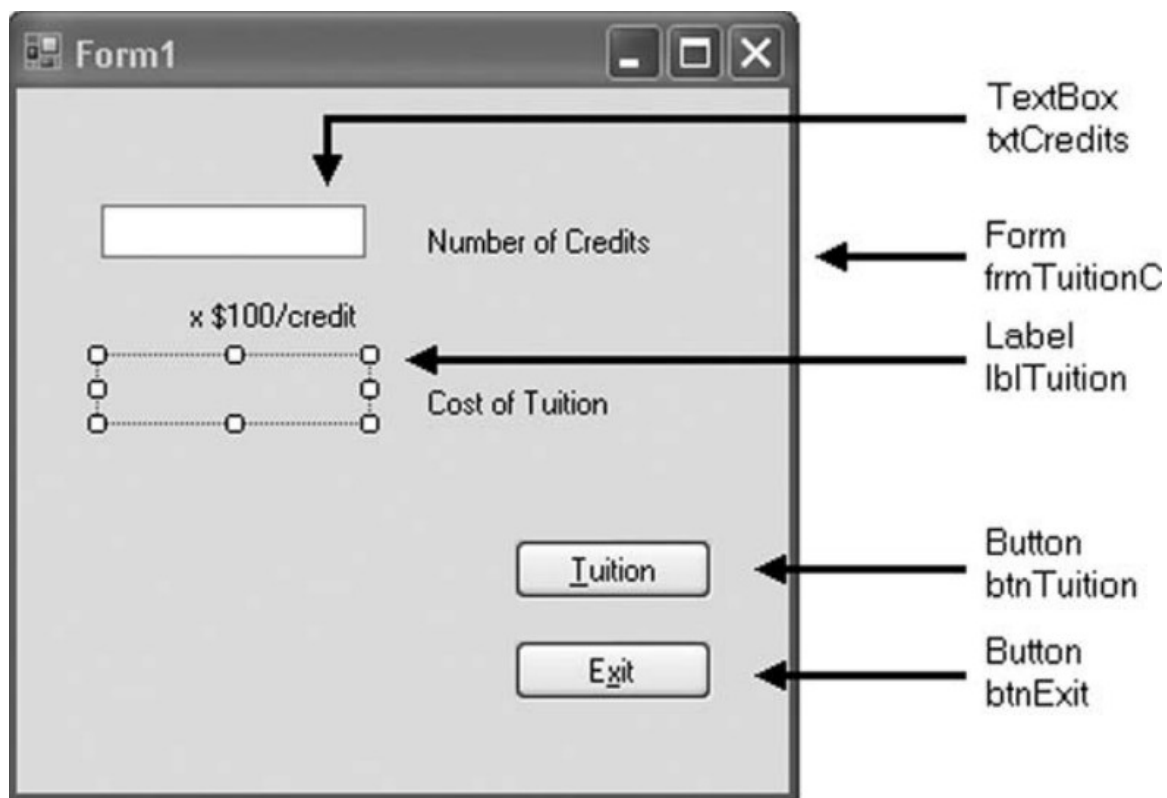 Form1
TextBox
txtCredits
Number of Credits
Form
frmTuitionC
x $100/credit
Label
lblTuition
Cost of Tuition
Tuition
Button
btnTuition
Exit
Button
btnExit